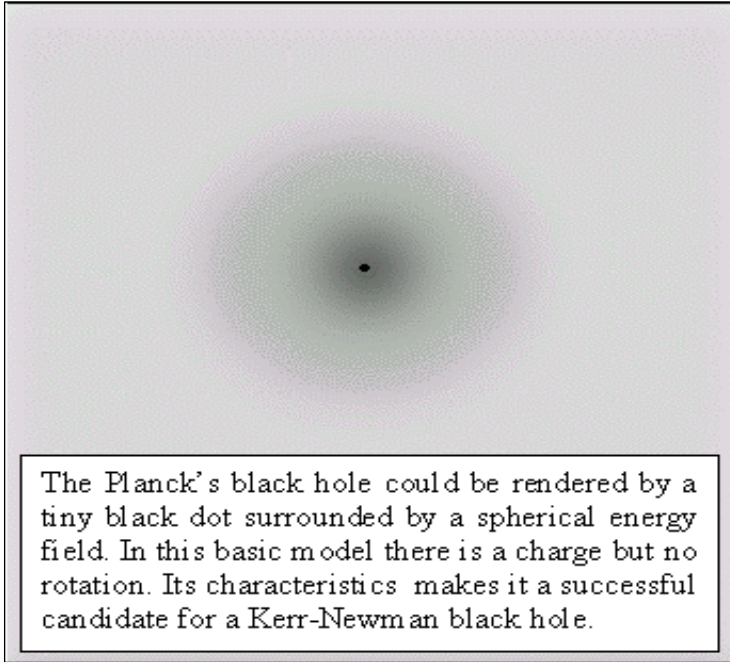 The Planck's black hole could be rendered by a
tiny black dot surrounded by a spherical energy
field. In this basic model there is a charge but no
rotation. Its characteristics makes it a successful
candidate for a Kerr-Newman black hole.